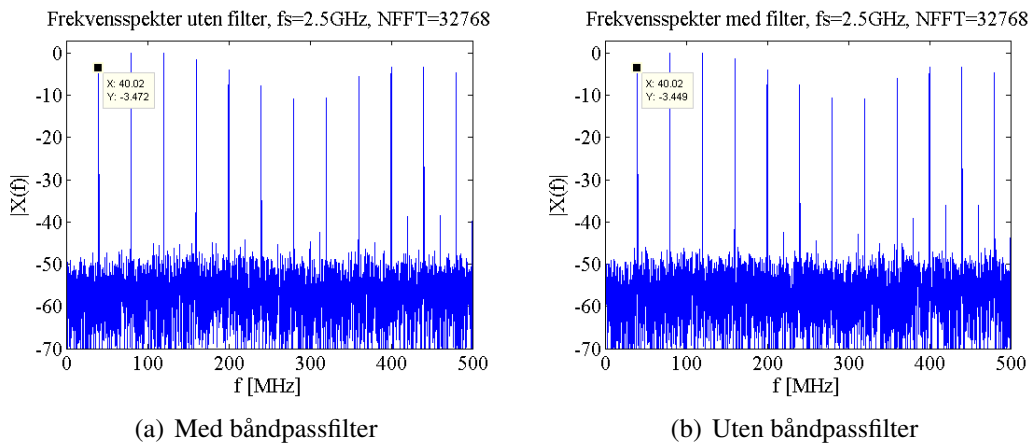 Frekvensspekter uten filter, fs=2.5GHz, NFFT=32768
0
-10
-20
-30
-40
-50
-60
-70
|X(f)|
X: 40.02
Y: -3.472
0
100
200
300
400
500
f [MHz]
(a) Med båndpassfilter
Frekvensspekter med filter, fs=2.5GHz, NFFT=32768
0
-10
-20
-30
-40
-50
-60
-70
|X(f)|
X: 40.02
Y: -3.449
0
100
200
300
400
500
f [MHz]
(b) Uten båndpassfilter